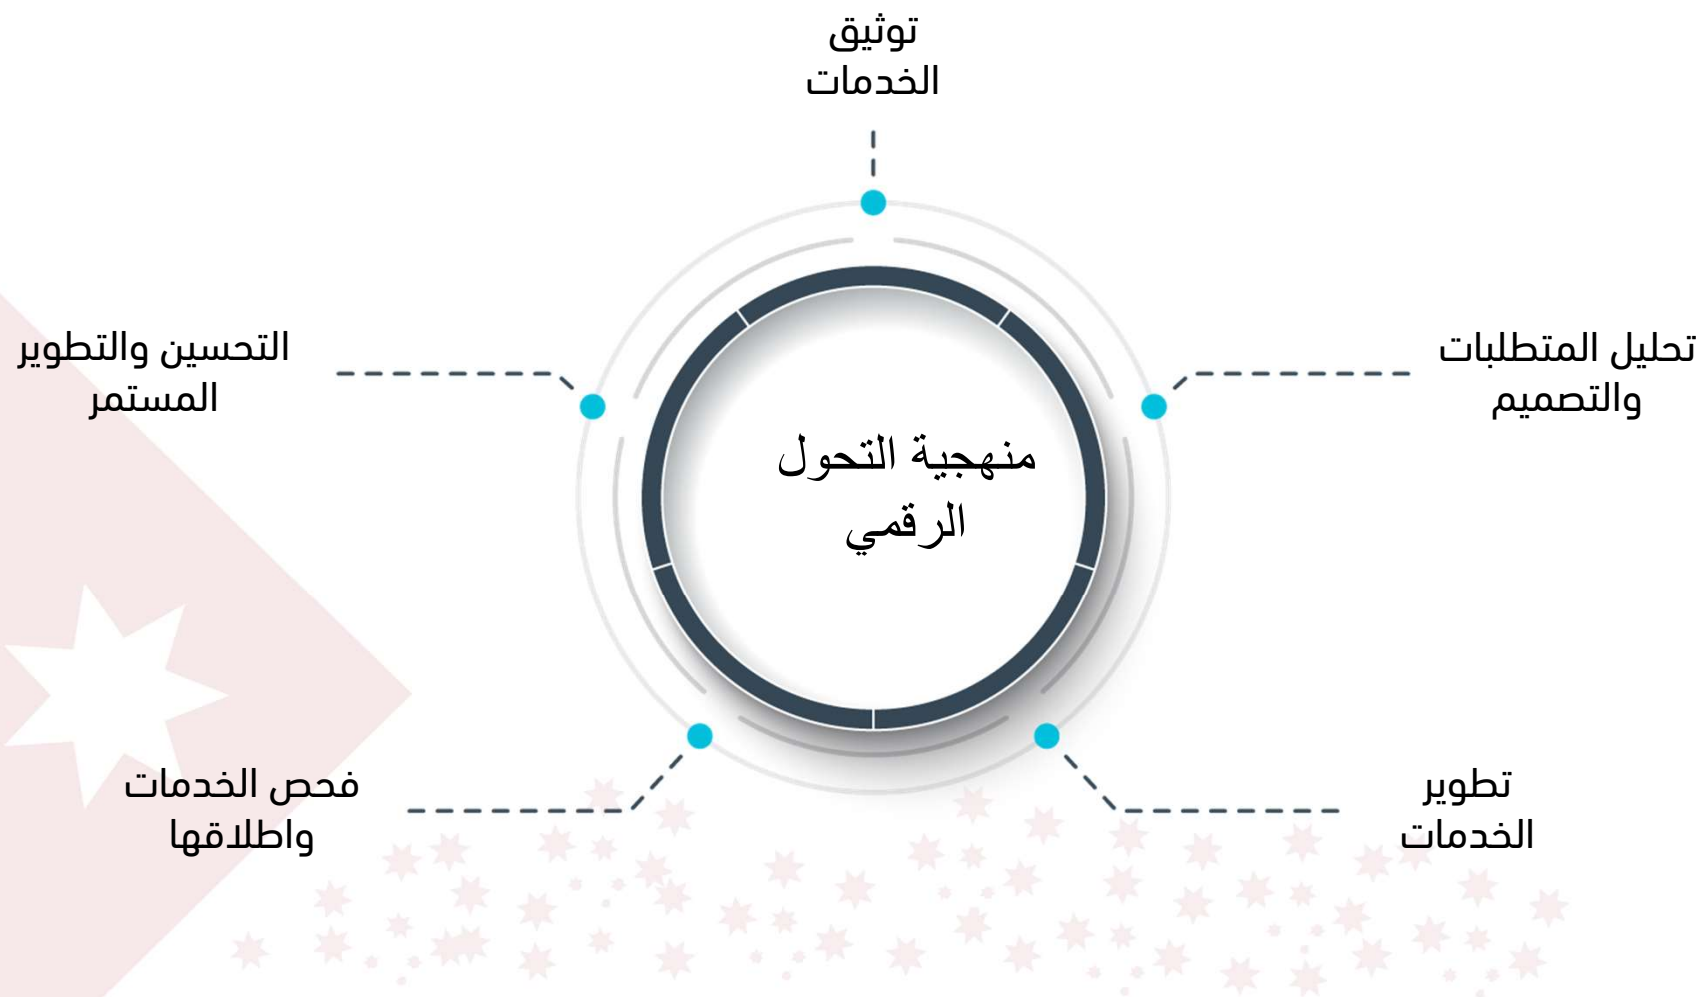 توثيق
الخدمات
تحليل المتطلبات
والتصميم
تطوير
الخدمات
فحص الخدمات
واطلاقها
التحسين والتطوير
المستمر
منهجية التحول
الرقمي